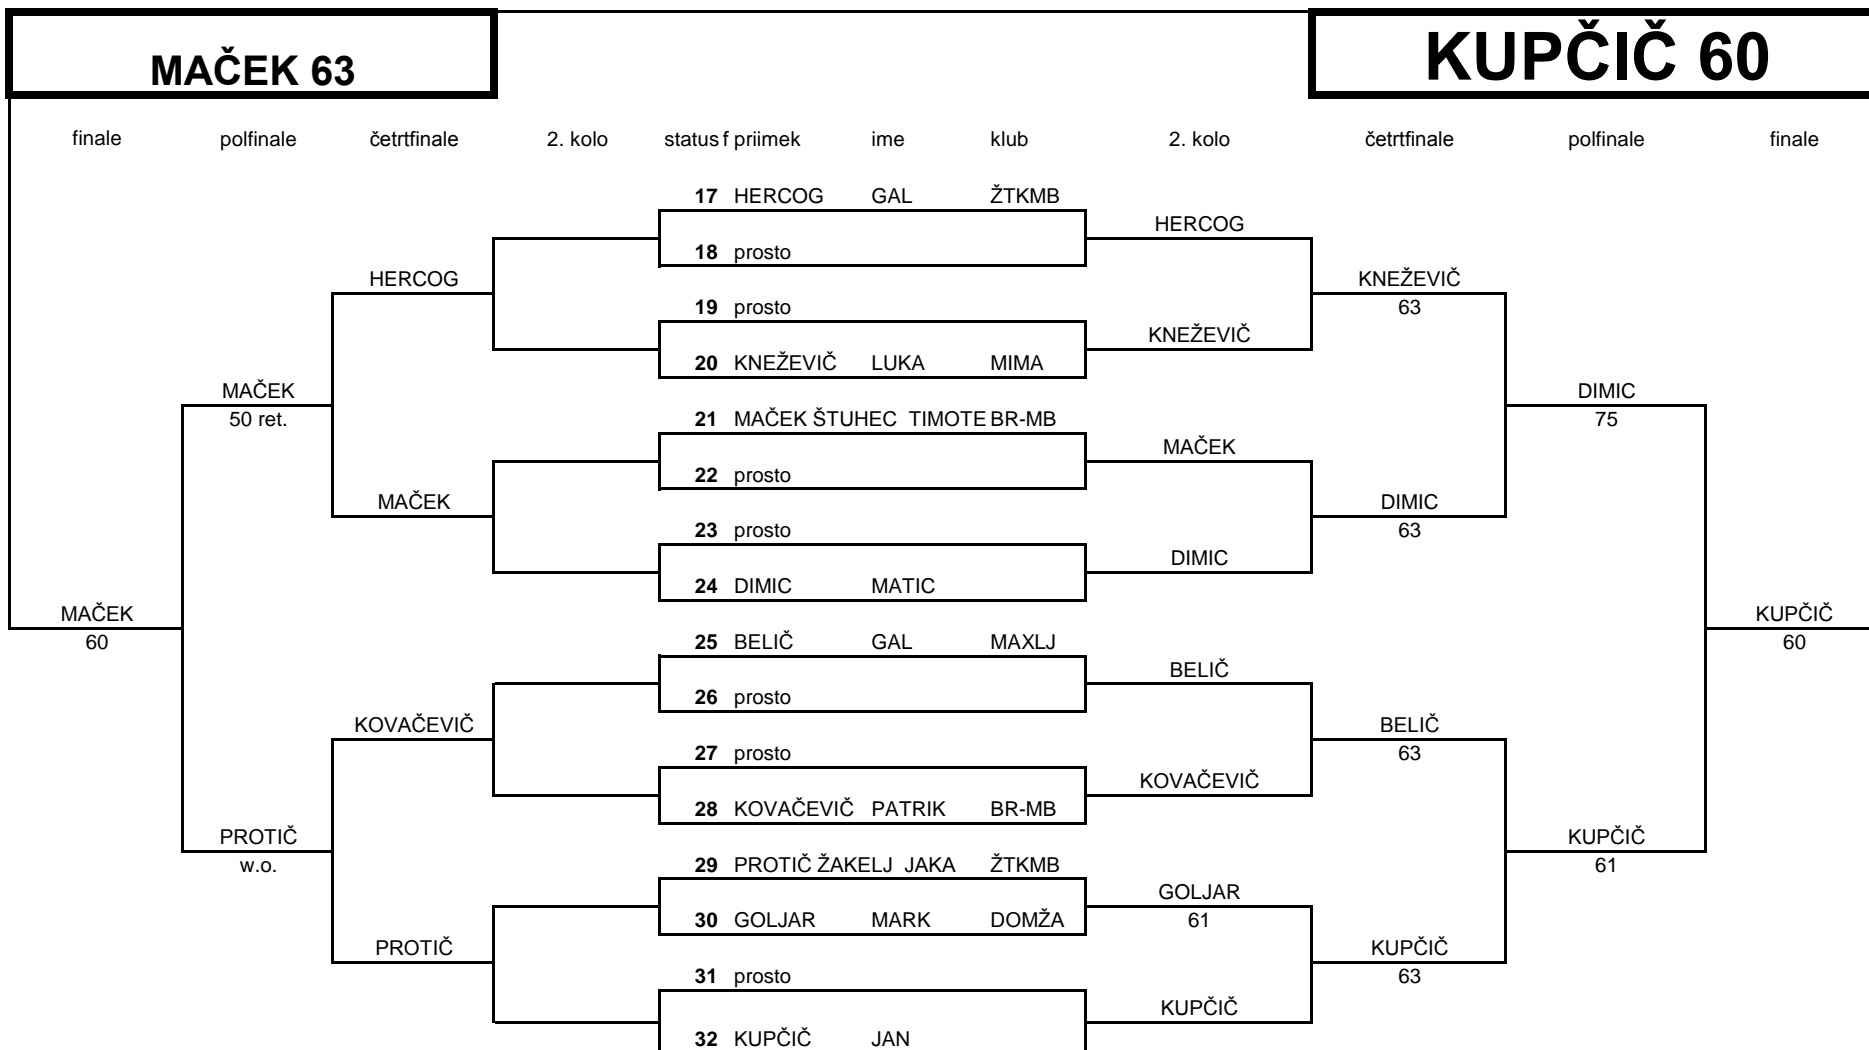 MAČEK 63
KUPČIČ 60
finale polfinale četrtfinale 2. kolo status f priimek ime klub 2. kolo četrtfinale polfinale finale
17 HERCOG GAL ŽTKMB
HERCOG
18 prosto
HERCOG
KNEŽEVIČ
19 prosto
63
KNEŽEVIČ
20 KNEŽEVIČ LUKA MIMA
MAČEK
DIMIC
50 ret.
21 MAČEK ŠTUHEC TIMOTE BR-MB
75
MAČEK
22 prosto
MAČEK
DIMIC
23 prosto
63
DIMIC
24 DIMIC MATIC
MAČEK
KUPČIČ
60
25 BELIČ GAL MAXLJ
60
BELIČ
26 prosto
KOVAČEVIČ
BELIČ
27 prosto
63
KOVAČEVIČ
28 KOVAČEVIČ PATRIK BR-MB
PROTIČ
KUPČIČ
w.o.
29 PROTIČ ŽAKELJ JAKA ŽTKMB
61
GOLJAR
30 GOLJAR MARK DOMŽA
61
PROTIČ
KUPČIČ
31 prosto
63
KUPČIČ
32 KUPČIČ JAN